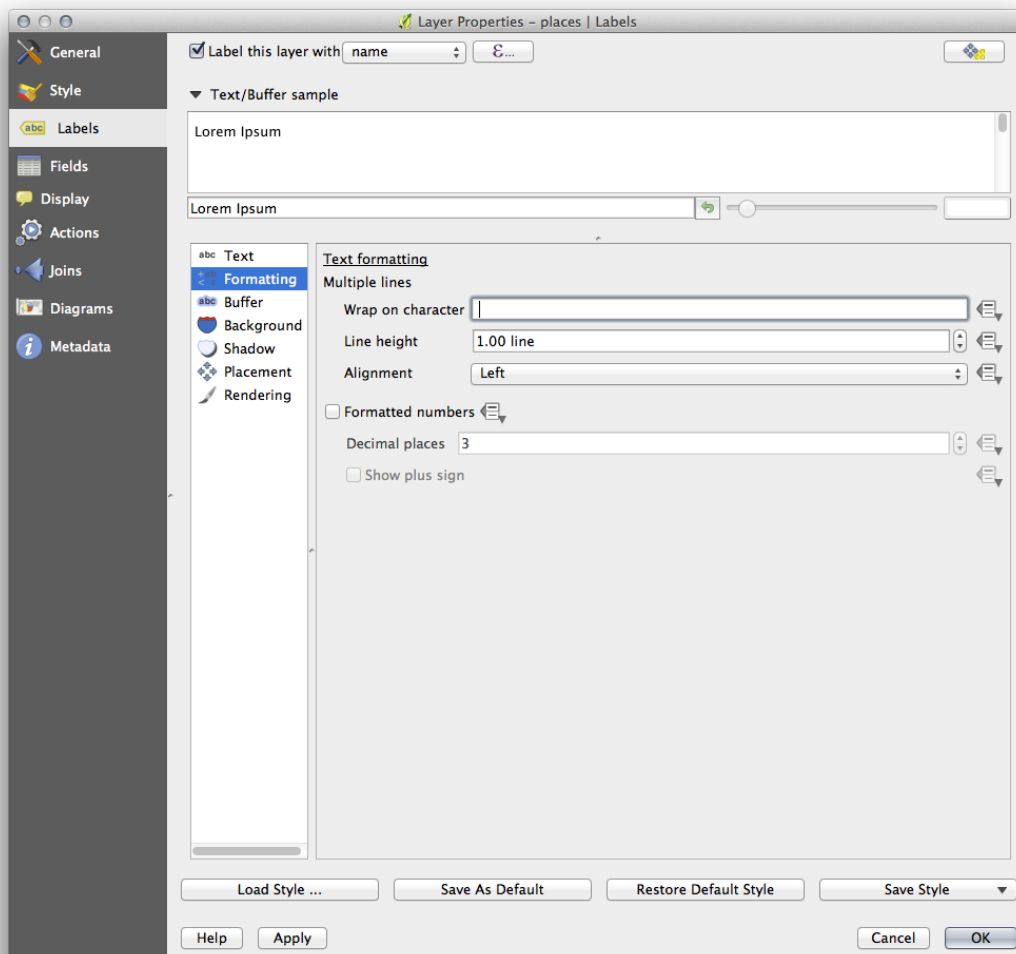 Layer Properties – places | Labels
General
Style
abc Labels
Fields
Display
Actions
Joins
Diagrams
i Metadata
Label this layer with name ε...
Text/Buffer sample
Lorem Ipsum
Lorem Ipsum
abc Text
Formatting
abc Buffer
Background
Shadow
Placement
Rendering
Text formatting
Multiple lines
Wrap on character
Line height 1.00 line
Alignment Left
Formatted numbers
Decimal places 3
Show plus sign
Load Style ... Save As Default Restore Default Style Save Style
Help Apply Cancel OK